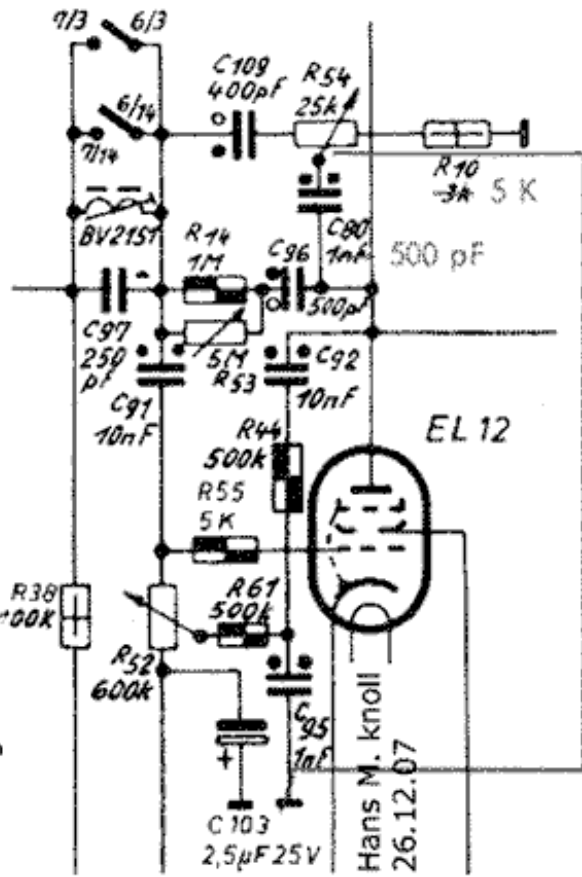 7/3 6/3
C109
400pF
R54
25k
6/14
7/14
R10
3k 5 K
BV2151
R14
1M
C96
500pF
C80
1nF
500 pF
C97
250
pF
5M
R53
C92
10nF
C91
10nF
R44
500k
EL 12
R55
5 K
R38
100K
R61
500k
R52
600k
C95
1nF
+
C103
2,5µF 25V
Hans M. knoll
26.12.07